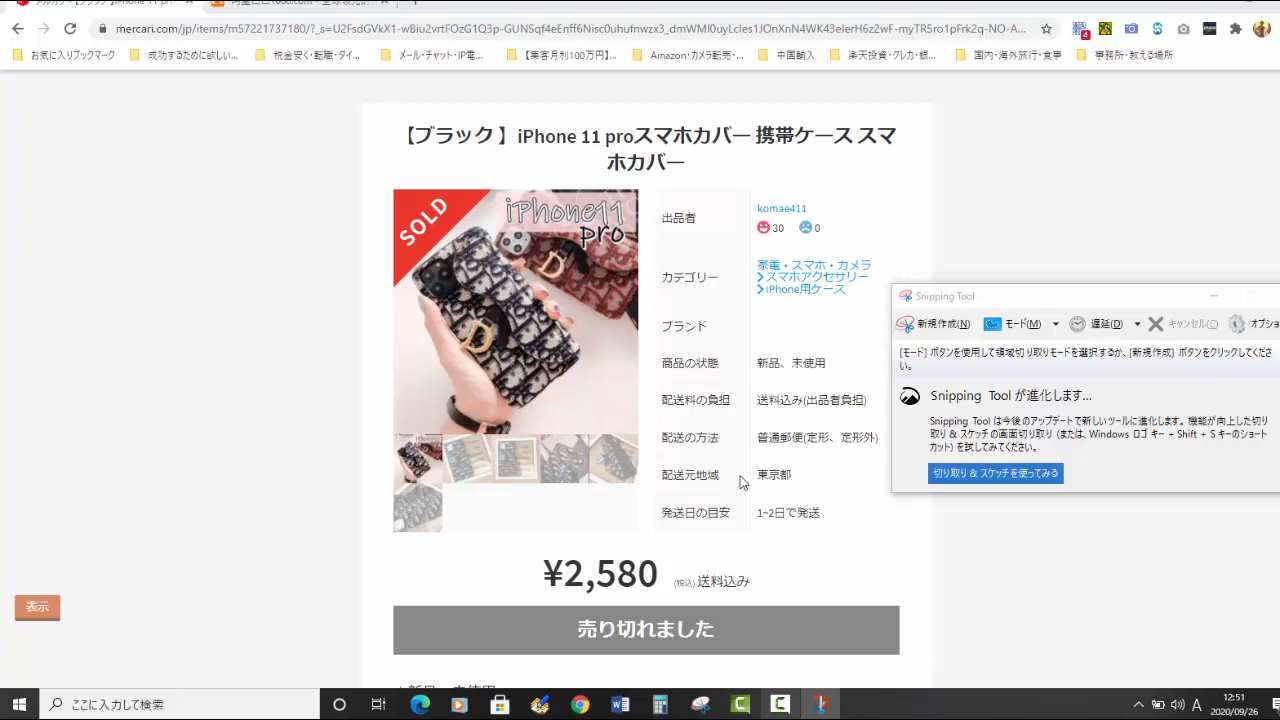 mercari.com/jp/items/m57221737180/?_s=U2FsdGVkX1-wBiu2vrtFOzG1Q3p-GUNSqf4eEnff6Nisc0uhufnwzx3_dmWMl0uyLcles1JOnXnN4WK43eIerH6z2wF-myTR5ro1pFrk2q-NO-A...
お気に入りブックマーク 成功するために欲しい... 税金安く・転職・ダイ... メール・チャット・IP電... 【集客月利100万円】... Amazon・カメラ転売・... 中国輸入 楽天投資・クレカ・銀... 国内・海外旅行・食事 事務所・教える場所
【ブラック 】iPhone 11 proスマホカバー 携帯ケース スマ
ホカバー
SOLD
iPhone11
pro
出品者
komae411
30 0
カテゴリー
家電・スマホ・カメラ
スマホアクセサリー
iPhone用ケース
ブランド
商品の状態 新品、未使用
配送料の負担 送料込み(出品者負担)
配送の方法 普通郵便(定形、定形外)
配送元地域 東京都
発送日の目安 1~2日で発送
¥2,580 (税込) 送料込み
売り切れました
表示
Snipping Tool
新規作成(N) モード(M) 遅延(D) キャンセル(C) オプショ
[モード] ボタンを使用して領域切り取りモードを選択するか、[新規作成] ボタンをクリックしてくださ
い。
Snipping Tool が進化します...
Snipping Tool は今後のアップデートで新しいツールに進化します。機能が向上した切り
取り & スケッチの画面切り取り (または、Windows ロゴ キー + Shift + S キーのショート
カット) を試してみてください。
切り取り & スケッチを使ってみる
ここに入力して検索
A
12:51
2020/09/26